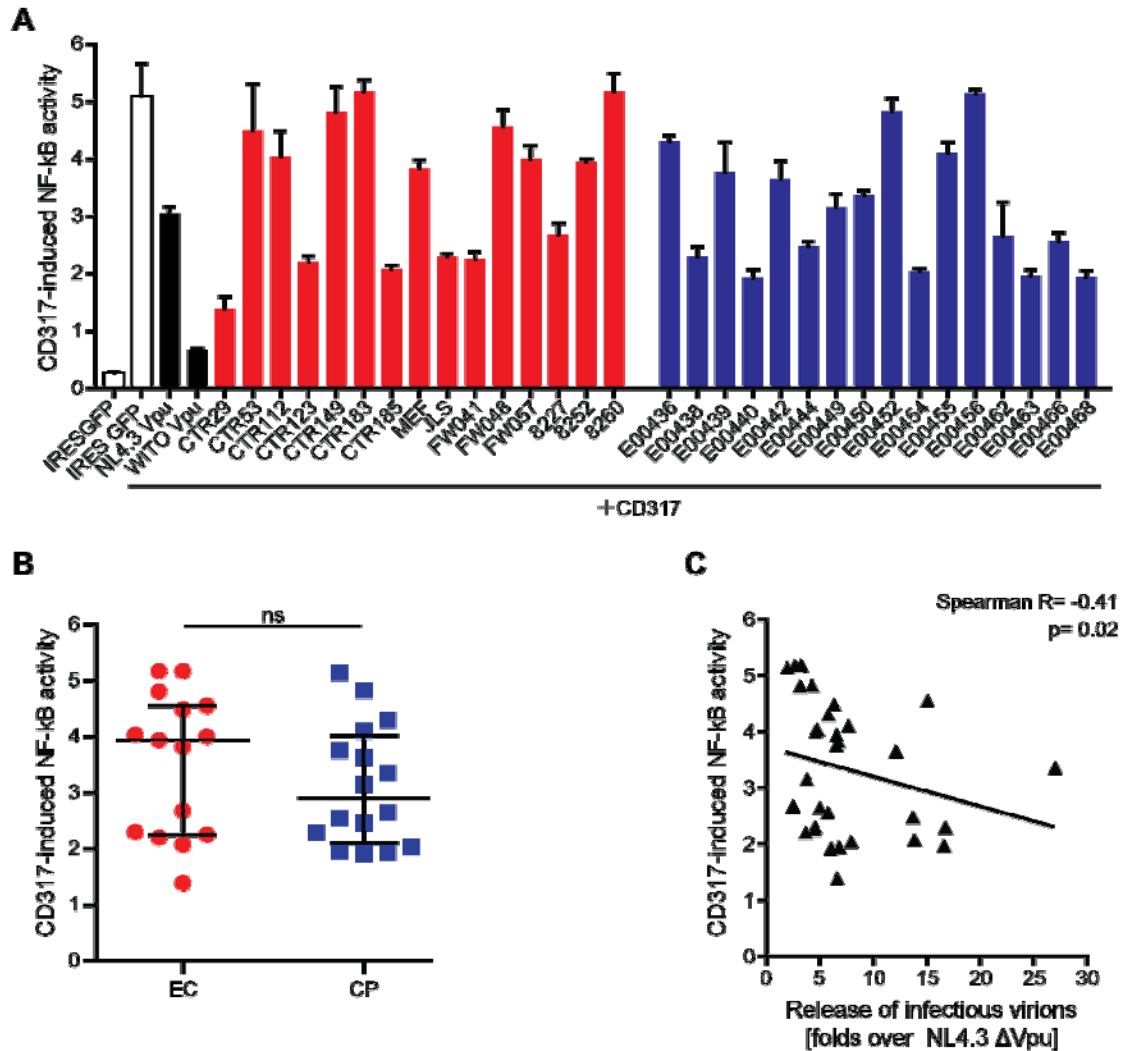 A
CD317-induced NF-kB activity
6
5
4
3
2
1
0
IRESGFP
IRES GFP
NL4.3 Vpu
WITO Vpu
CTR29
CTR63
CTR112
CTR123
CTR149
CTR183
CTR185
MEF
JLS
FW041
FW048
FW057
8227
8252
8260
E00436
E00438
E00439
E00440
E00442
E00444
E00449
E00450
E00452
E00454
E00455
E00456
E00462
E00463
E00466
E00468
+CD317
B
ns
CD317-induced NF-kB activity
6
5
4
3
2
1
0
EC
CP
C
Spearman R= -0.41
p= 0.02
CD317-induced NF-kB activity
6
5
4
3
2
1
0
0 5 10 15 20 25 30
Release of infectious virions
[folds over NL4.3 ΔVpu]